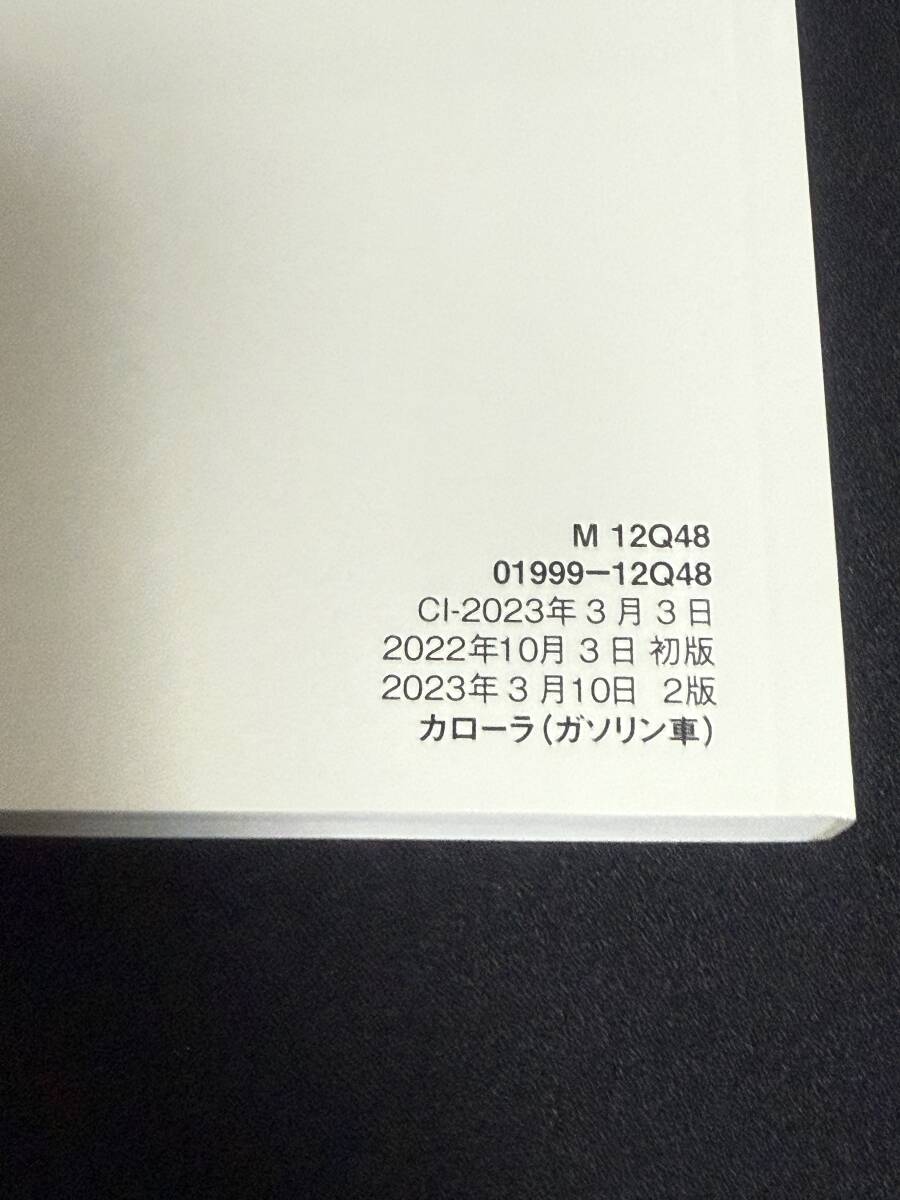 M 12Q48
01999-12Q48
CI-2023年3月3日
2022年10月3日 初版
2023年3月10日 2版
カローラ(ガソリン車)